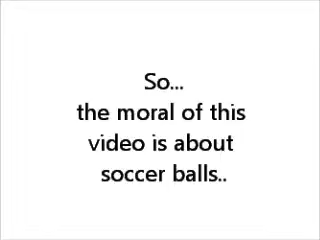 So...
the moral of this
video is about
soccer balls..